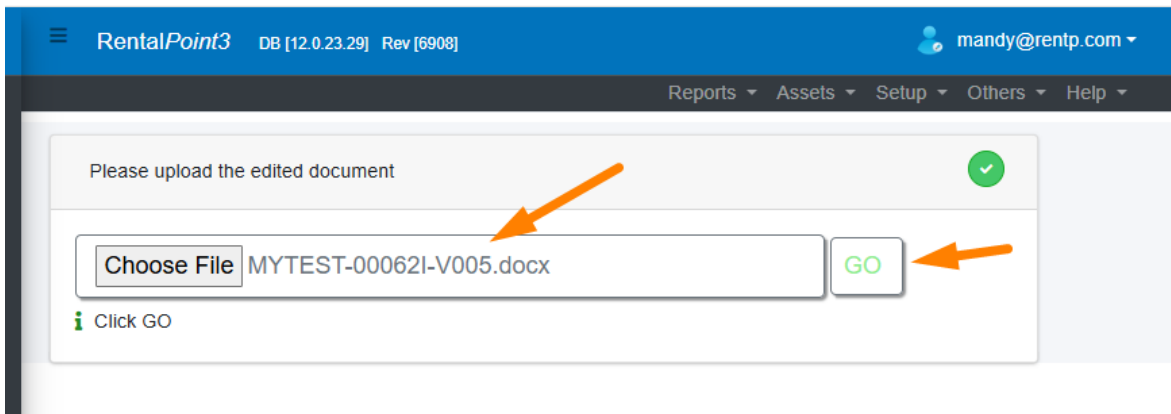 RentalPoint3 DB [12.0.23.29] Rev [6908] mandy@rentp.com
Reports Assets Setup Others Help
Please upload the edited document
Choose File MYTEST-00062I-V005.docx GO
i Click GO